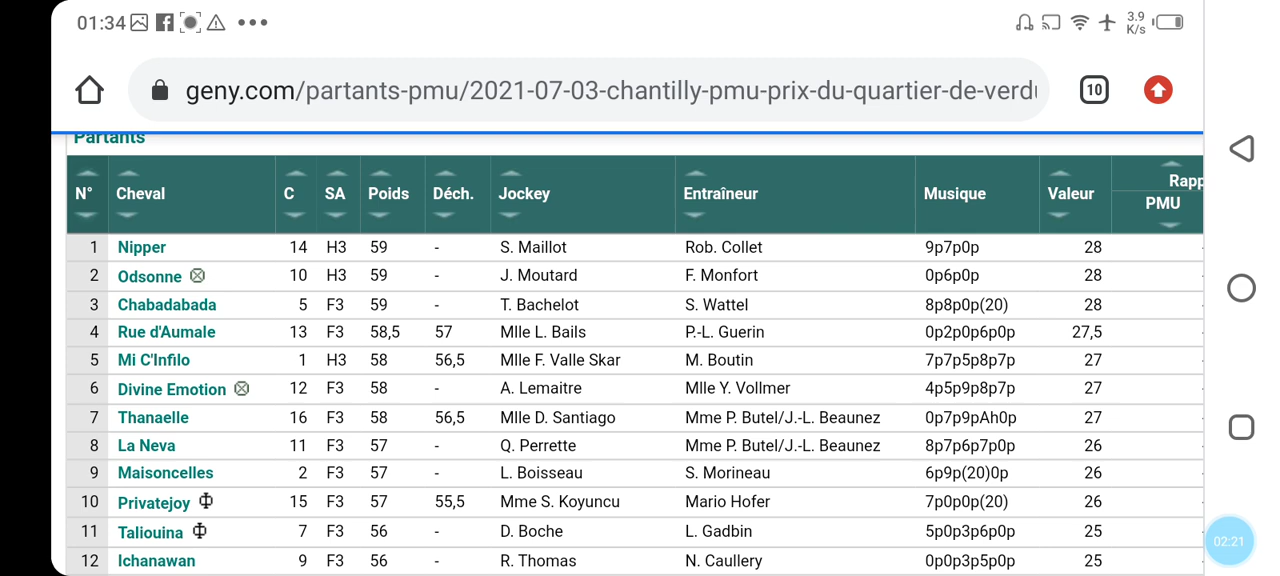 01:34 •••
3.9
K/s
geny.com/partants-pmu/2021-07-03-chantilly-pmu-prix-du-quartier-de-verd
10
Partants
N° Cheval C SA Poids Déch. Jockey Entraîneur Musique Valeur Rapp
PMU
1 Nipper 14 H3 59 - S. Maillot Rob. Collet 9p7p0p 28 -
2 Odsonne 10 H3 59 - J. Moutard F. Monfort 0p6p0p 28 -
3 Chabadabada 5 F3 59 - T. Bachelot S. Wattel 8p8p0p(20) 28 -
4 Rue d'Aumale 13 F3 58,5 57 Mlle L. Bails P.-L. Guerin 0p2p0p6p0p 27,5 -
5 Mi C'Infilo 1 H3 58 56,5 Mlle F. Valle Skar M. Boutin 7p7p5p8p7p 27 -
6 Divine Emotion 12 F3 58 - A. Lemaitre Mlle Y. Vollmer 4p5p9p8p7p 27 -
7 Thanaelle 16 F3 58 56,5 Mlle D. Santiago Mme P. Butel/J.-L. Beaunez 0p7p9pAh0p 27 -
8 La Neva 11 F3 57 - Q. Perrette Mme P. Butel/J.-L. Beaunez 8p7p6p7p0p 26 -
9 Maisoncelles 2 F3 57 - L. Boisseau S. Morineau 6p9p(20)0p 26 -
10 Privatejoy 15 F3 57 55,5 Mme S. Koyuncu Mario Hofer 7p0p0p(20) 26 -
11 Taliouina 7 F3 56 - D. Boche L. Gadbin 5p0p3p6p0p 25 -
12 Ichanawan 9 F3 56 - R. Thomas N. Caullery 0p0p3p5p0p 25 -
02:21